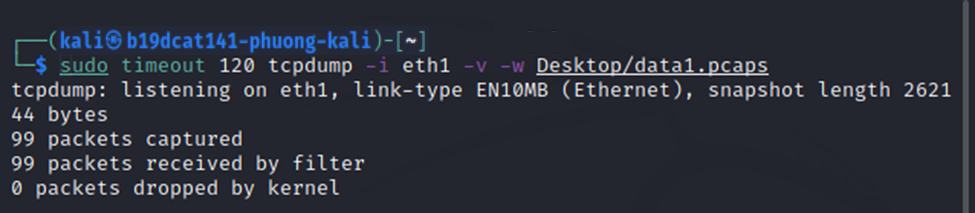 ┌──(kali㉿b19dcat141-phuong-kali)-[~]
└─$ sudo timeout 120 tcpdump -i eth1 -v -w Desktop/data1.pcaps
tcpdump: listening on eth1, link-type EN10MB (Ethernet), snapshot length 2621
44 bytes
99 packets captured
99 packets received by filter
0 packets dropped by kernel